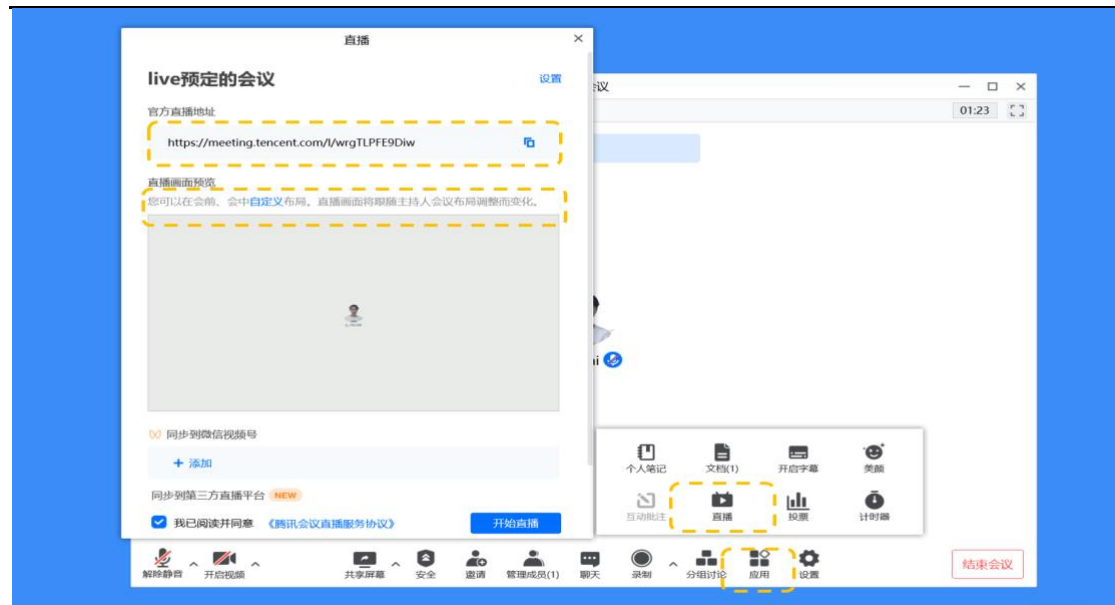 直播
live预定的会议
设置
官方直播地址
https://meeting.tencent.com/l/wrgTLPFE9Diw
直播画面预览
您可以在会前、会中自定义布局。直播画面将跟随主持人会议布局调整而变化。
同步到微信视频号
+ 添加
同步到第三方直播平台 NEW
我已阅读并同意 《腾讯会议直播服务协议》
开始直播
会议
01:23
个人笔记 文档(1) 开启字幕 美颜
互动批注 直播 投票 计时器
解除静音 开启视频 共享屏幕 安全 邀请 管理成员(1) 聊天 录制 分组讨论 应用 设置
结束会议